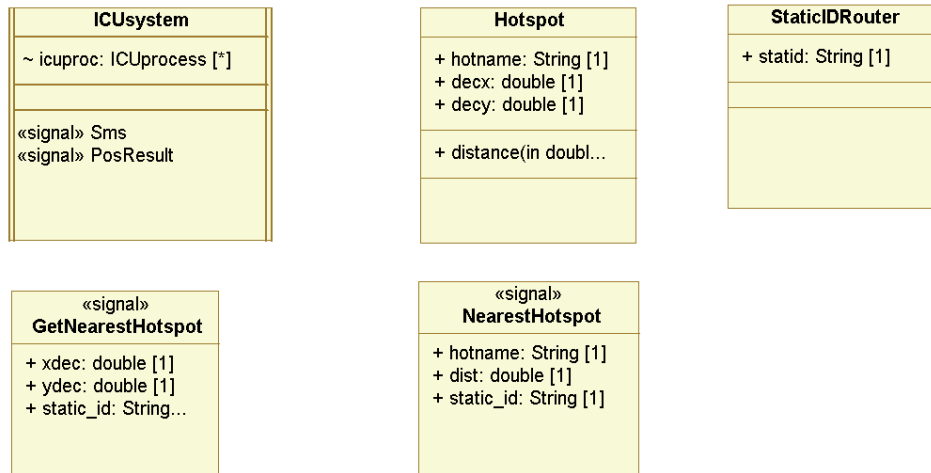 ICUsystem
~ icuproc: ICUprocess [*]
«signal» Sms
«signal» PosResult
Hotspot
+ hotname: String [1]
+ decx: double [1]
+ decy: double [1]
+ distance(in doubl...
StaticIDRouter
+ statid: String [1]
«signal»
GetNearestHotspot
+ xdec: double [1]
+ ydec: double [1]
+ static_id: String...
«signal»
NearestHotspot
+ hotname: String [1]
+ dist: double [1]
+ static_id: String [1]